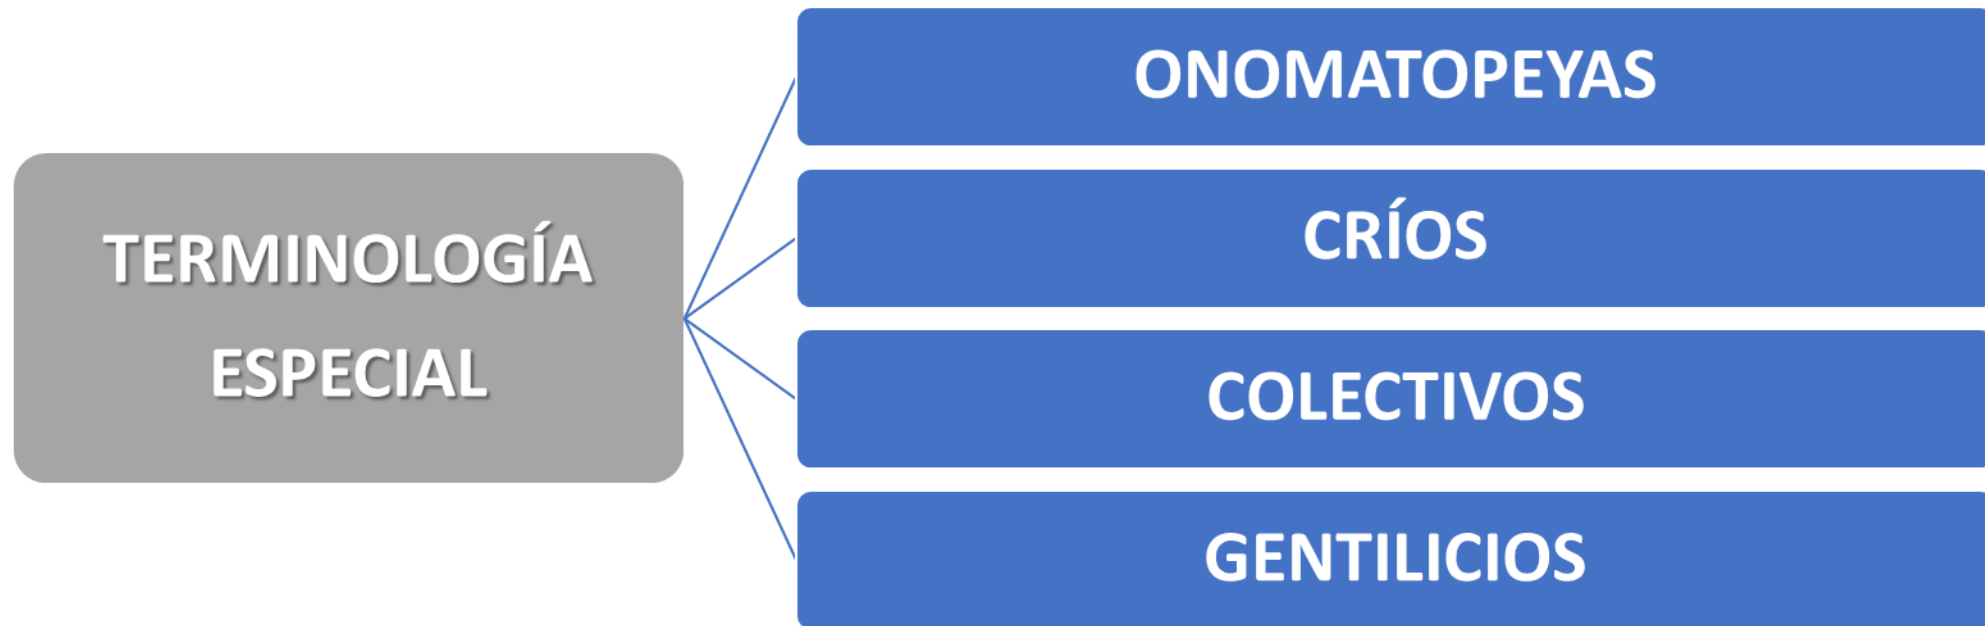 TERMINOLOGÍA
ESPECIAL
ONOMATOPEYAS
CRÍOS
COLECTIVOS
GENTILICIOS